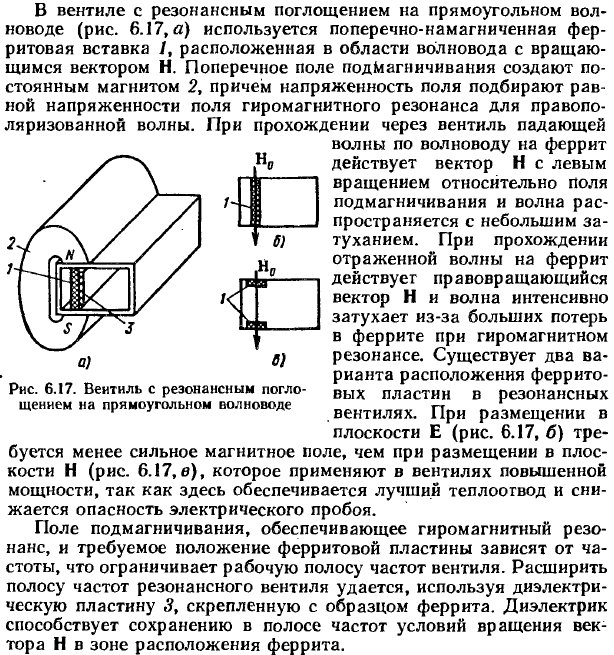 В вентиле с резонансным поглощением на прямоугольном вол-
новоде (рис. 6.17, а) используется поперечно-намагниченная фер-
ритовая вставка 1, расположенная в области волновода с вращаю-
щимся вектором Н. Поперечное поле подмагничивания создают по-
стоянным магнитом 2, причем напряженность поля подбирают рав-
ной напряженности поля гиромагнитного резонанса для правопо-
ляризованной волны. При прохождении через вентиль падающей
волны по волноводу на феррит
действует вектор Н с левым
вращением относительно поля
подмагничивания и волна рас-
пространяется с небольшим за-
туханием. При прохождении
отраженной волны на феррит
действует правовращающийся
вектор Н и волна интенсивно
затухает из-за больших потерь
в феррите при гиромагнитном
резонансе. Существует два ва-
рианта расположения феррито-
вых пластин в резонансных
вентилях. При размещении в
плоскости Е (рис. 6.17, б) тре-
2
1
N
S
3
а)
H0
1
б)
H0
1
в)
Рис. 6.17. Вентиль с резонансным погло-
щением на прямоугольном волноводе
буется менее сильное магнитное поле, чем при размещении в плос-
кости Н (рис. 6.17, в), которое применяют в вентилях повышенной
мощности, так как здесь обеспечивается лучший теплоотвод и сни-
жается опасность электрического пробоя.
Поле подмагничивания, обеспечивающее гиромагнитный резо-
нанс, и требуемое положение ферритовой пластины зависят от ча-
стоты, что ограничивает рабочую полосу частот вентиля. Расширить
полосу частот резонансного вентиля удается, используя диэлектри-
ческую пластину 3, скрепленную с образцом феррита. Диэлектрик
способствует сохранению в полосе частот условий вращения век-
тора Н в зоне расположения феррита.